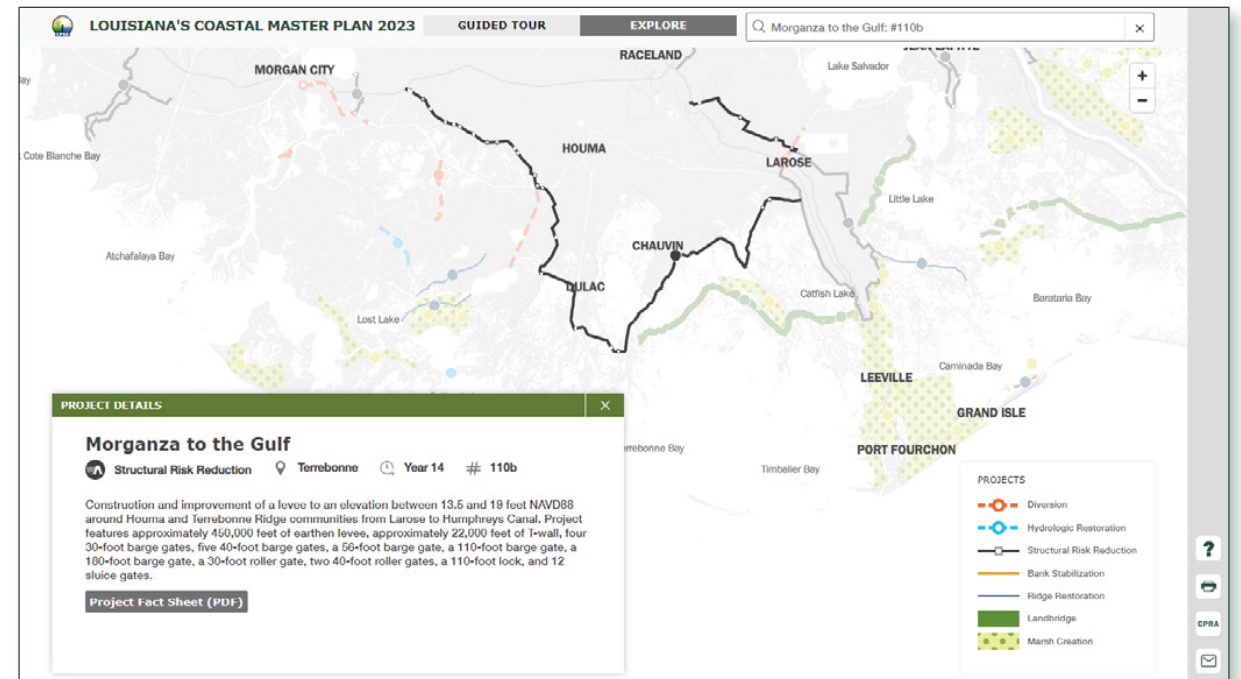 LOUISIANA'S COASTAL MASTER PLAN 2023
GUIDED TOUR
EXPLORE
Morganza to the Gulf: #110b
×
RACELAND
MORGAN CITY
Lake Salvador
+
−
HOUMA
Cote Blanche Bay
LAROSE
Little Lake
CHAUVIN
Atchafalaya Bay
DULAC
Catfish Lake
Barataria Bay
Lost Lake
Caminada Bay
LEEVILLE
GRAND ISLE
Terrebonne Bay
PORT FOURCHON
Timbalier Bay
PROJECT DETAILS
×
Morganza to the Gulf
Structural Risk Reduction Terrebonne Year 14 # 110b
Construction and improvement of a levee to an elevation between 13.5 and 19 feet NAVD88
around Houma and Terrebonne Ridge communities from Larose to Humphreys Canal. Project
features approximately 450,000 feet of earthen levee, approximately 22,000 feet of T-wall, four
30-foot barge gates, five 40-foot barge gates, a 56-foot barge gate, a 110-foot barge gate, a
180-foot barge gate, a 30-foot roller gate, two 40-foot roller gates, a 110-foot lock, and 12
sluice gates.
Project Fact Sheet (PDF)
PROJECTS
Diversion
Hydrologic Restoration
Structural Risk Reduction
Bank Stabilization
Ridge Restoration
Landbridge
Marsh Creation
?
CPRA